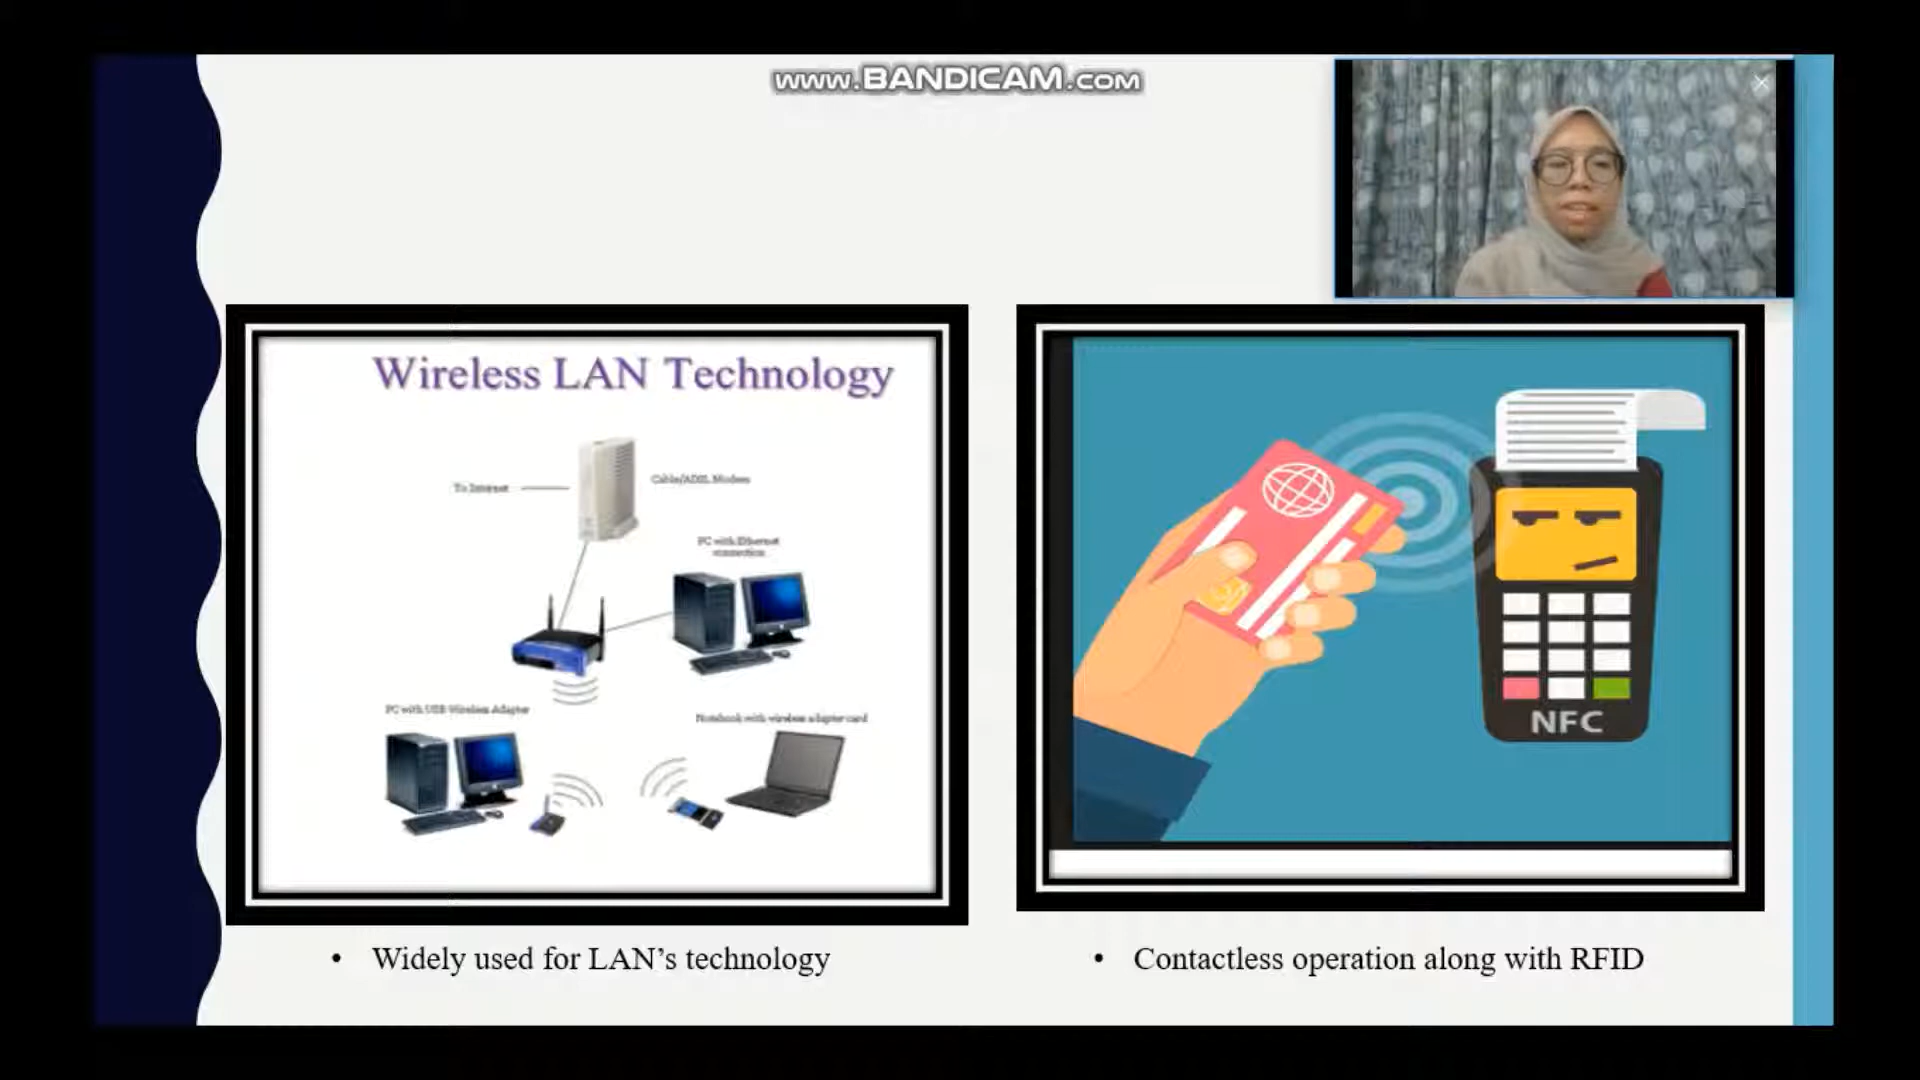 www.BANDICAM.com
Wireless LAN Technology
To Internet
Cable/ADSL Modem
PC with Ethernet
connection
PC with USB Wireless Adapter
Notebook with wireless adapter card
NFC
• Widely used for LAN’s technology
• Contactless operation along with RFID